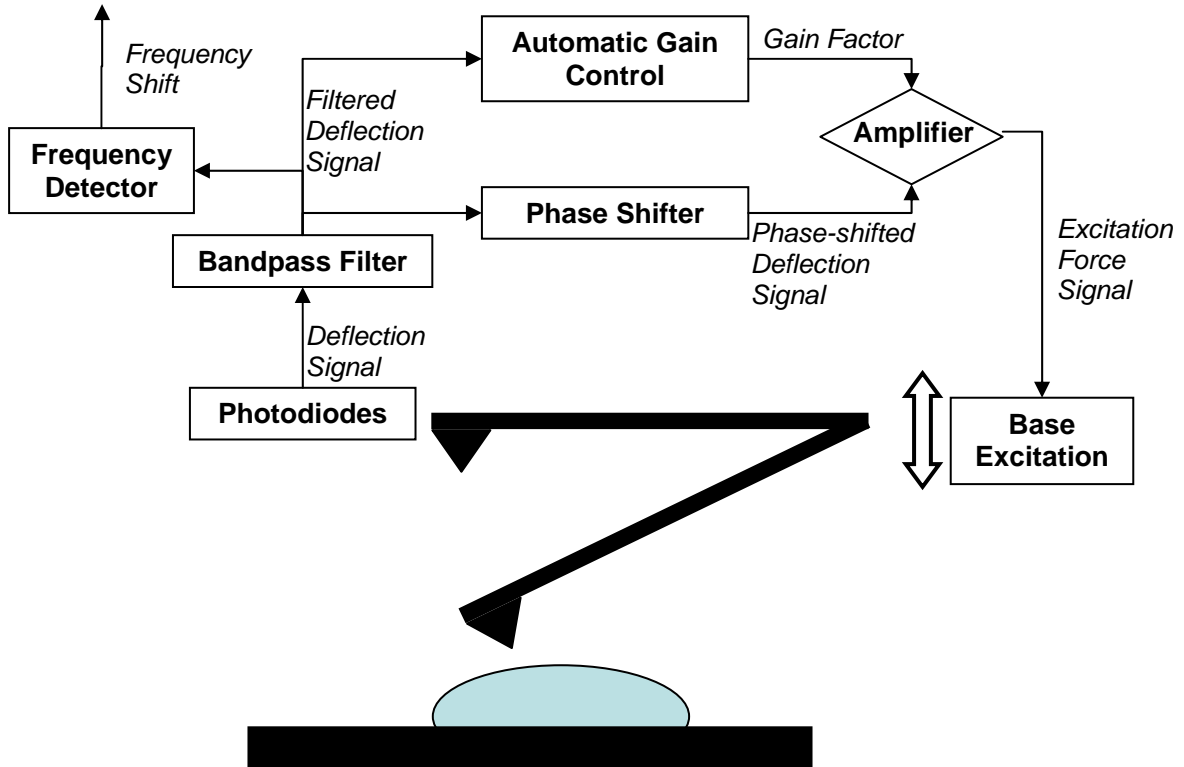 Frequency
Shift
Automatic Gain
Control
Gain Factor
Filtered
Deflection
Signal
Amplifier
Frequency
Detector
Phase Shifter
Phase-shifted
Deflection
Signal
Excitation
Force
Signal
Bandpass Filter
Deflection
Signal
Photodiodes
Base
Excitation